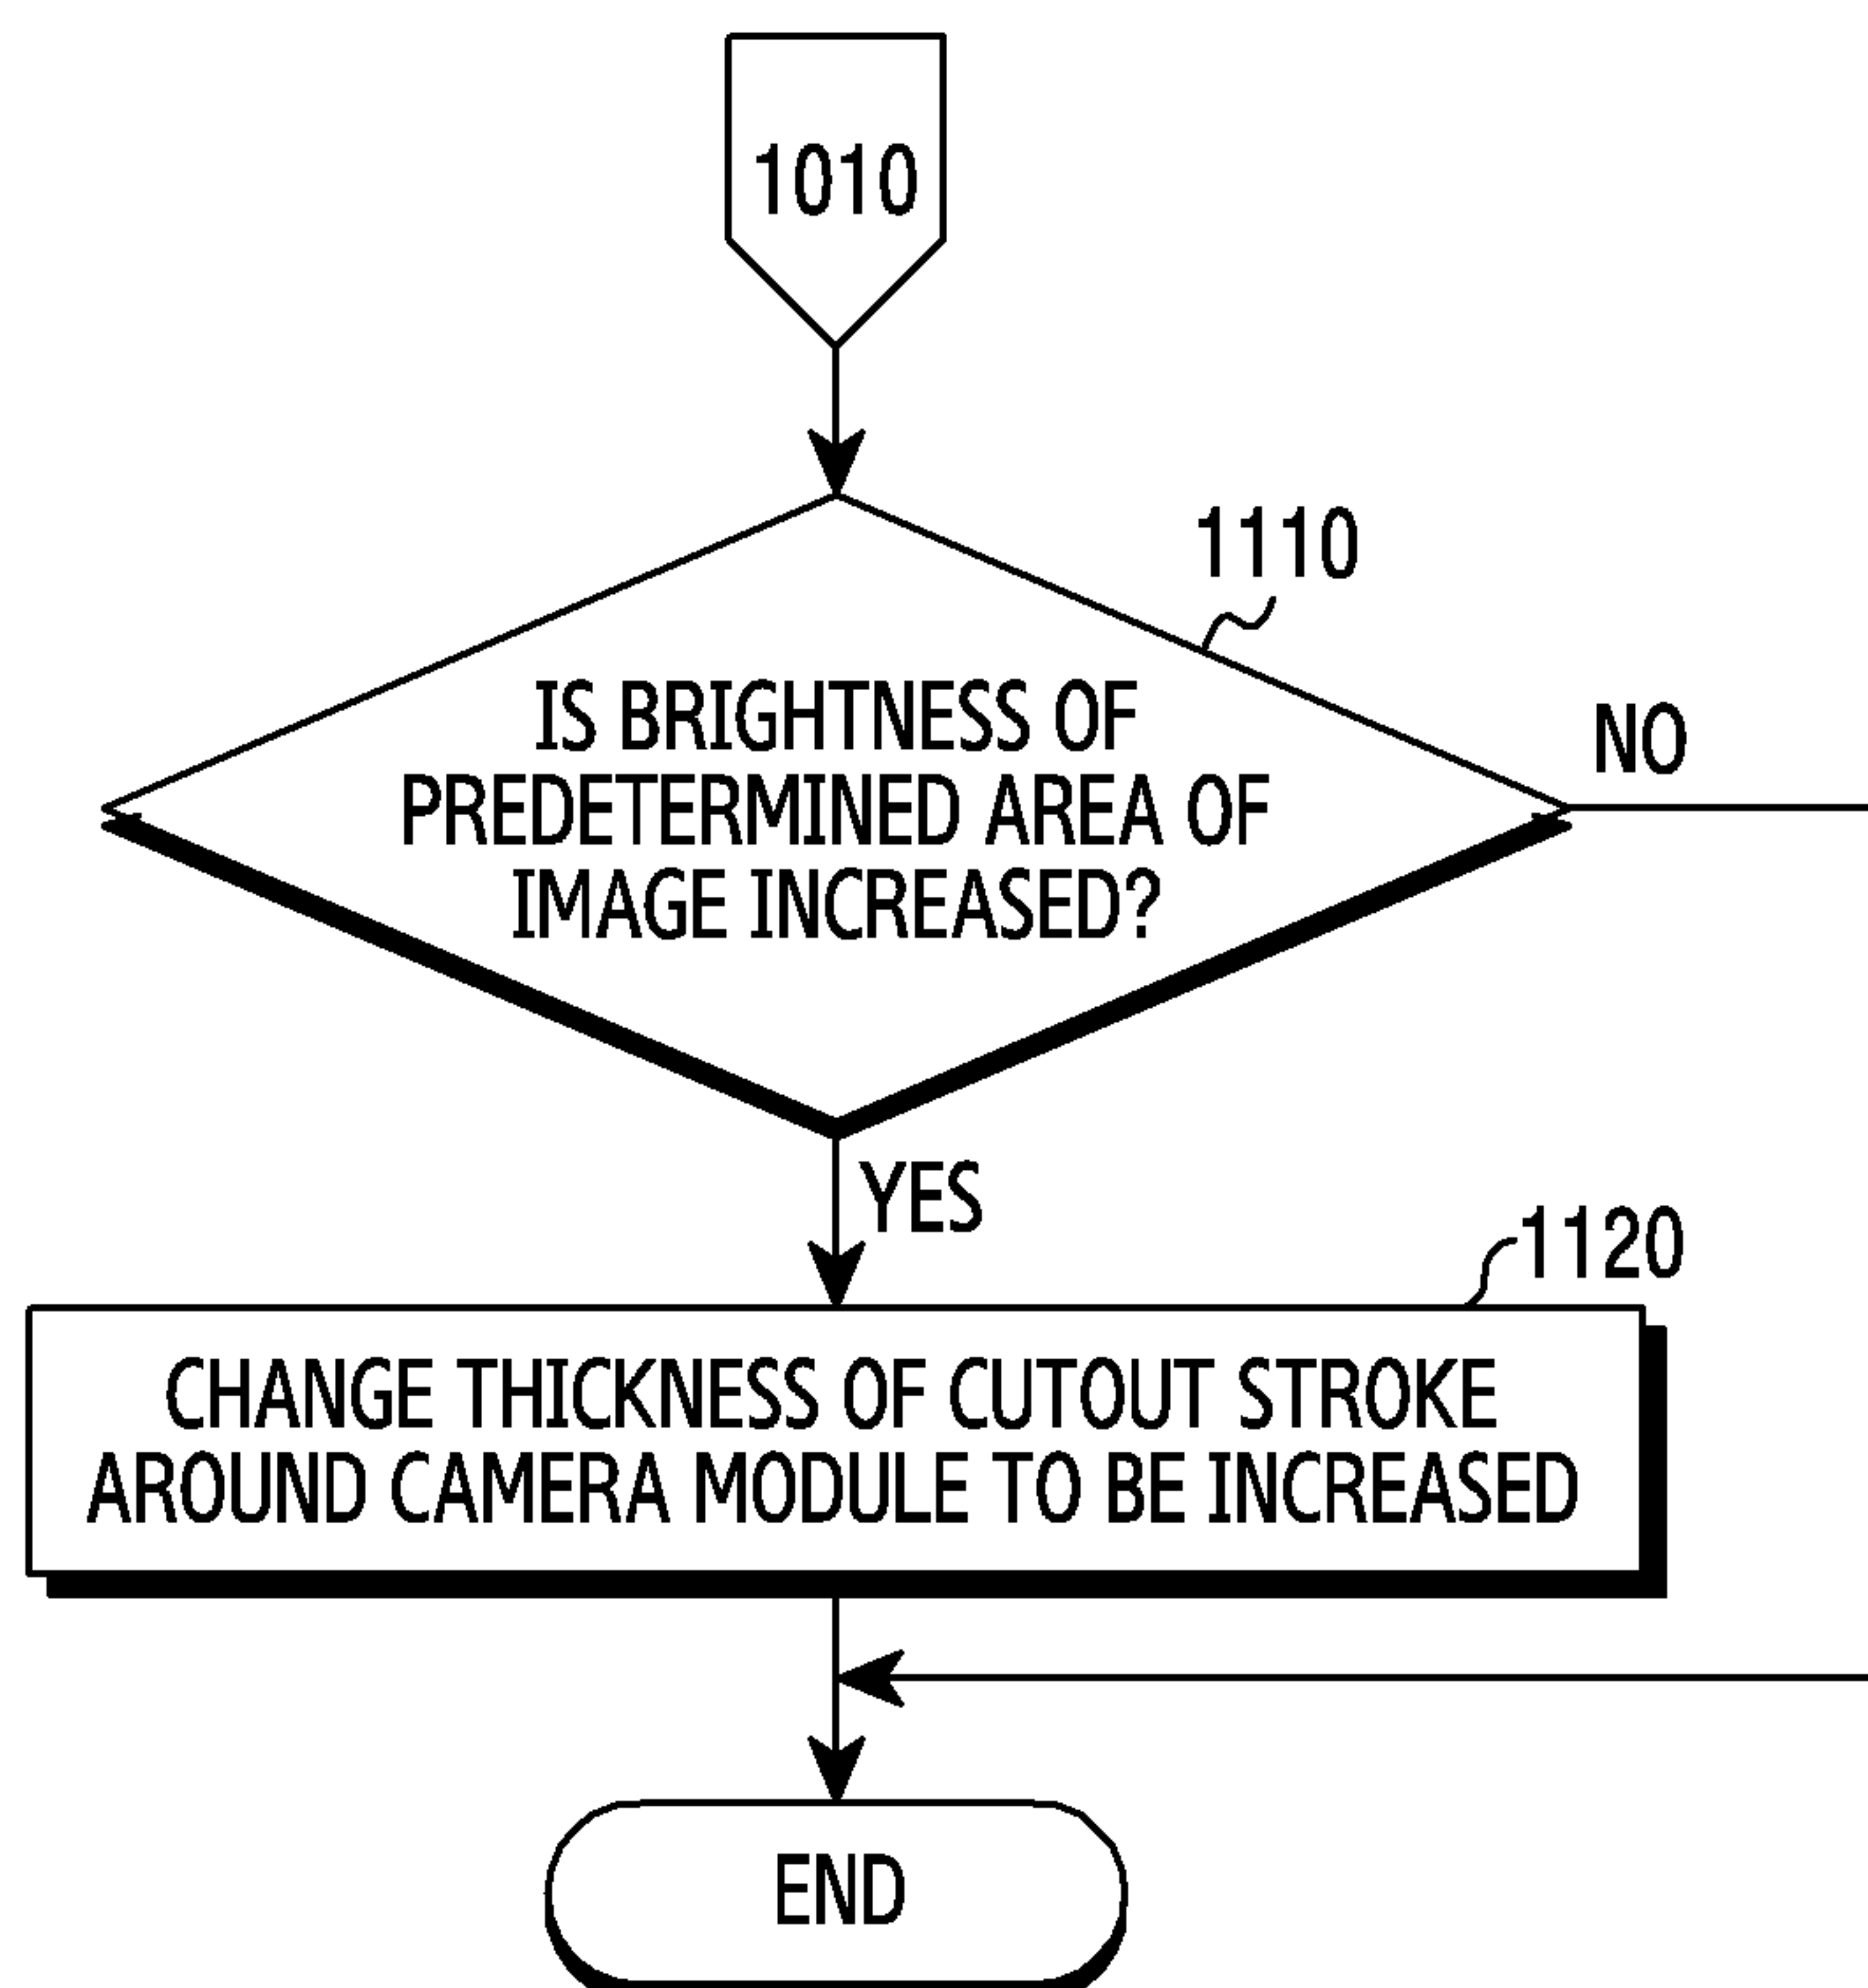 1010
1110
IS BRIGHTNESS OF
PREDETERMINED AREA OF
IMAGE INCREASED?
NO
YES
1120
CHANGE THICKNESS OF CUTOUT STROKE
AROUND CAMERA MODULE TO BE INCREASED
END